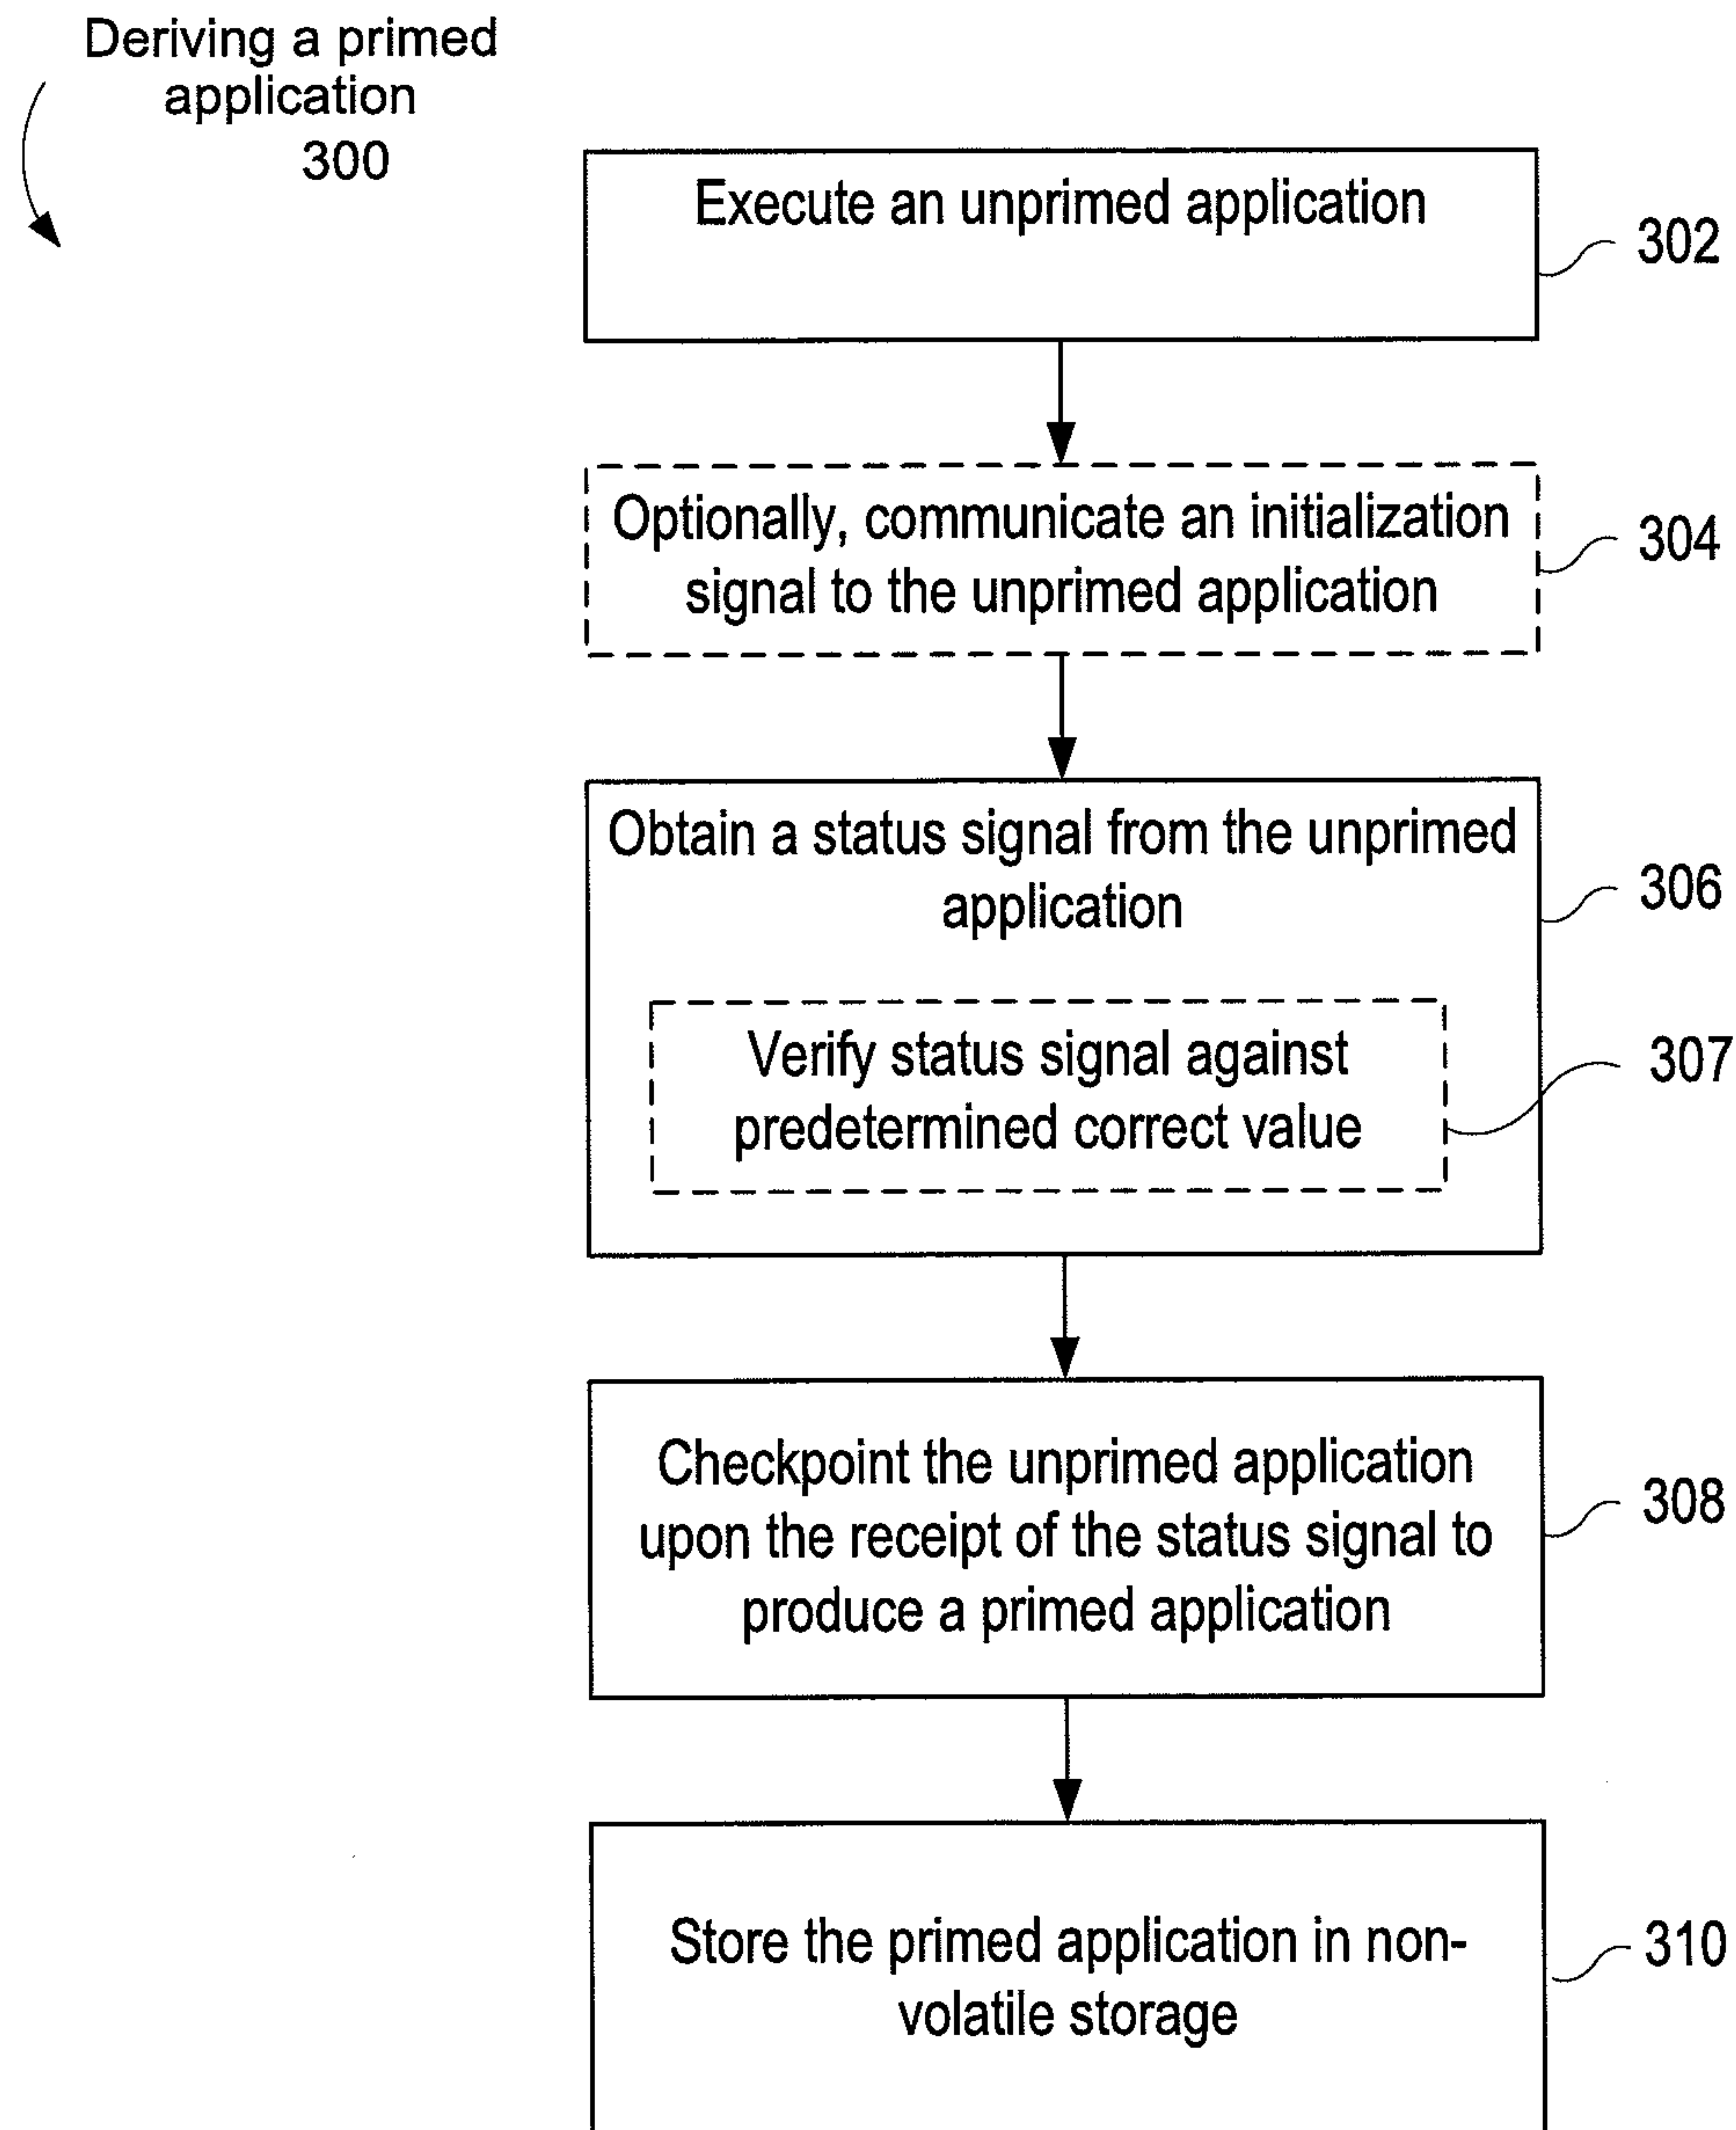 Deriving a primed
application
300
Execute an unprimed application
302
Optionally, communicate an initialization
signal to the unprimed application
304
Obtain a status signal from the unprimed
application
306
Verify status signal against
predetermined correct value
307
Checkpoint the unprimed application
upon the receipt of the status signal to
produce a primed application
308
Store the primed application in non-
volatile storage
310